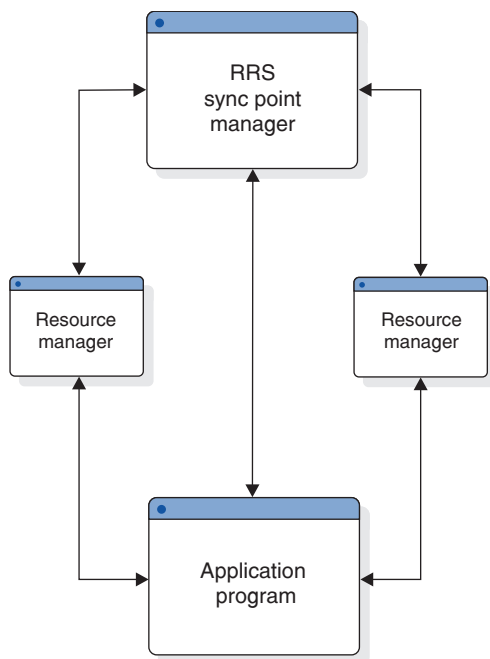 RRS
sync point
manager
Resource
manager
Resource
manager
Application
program